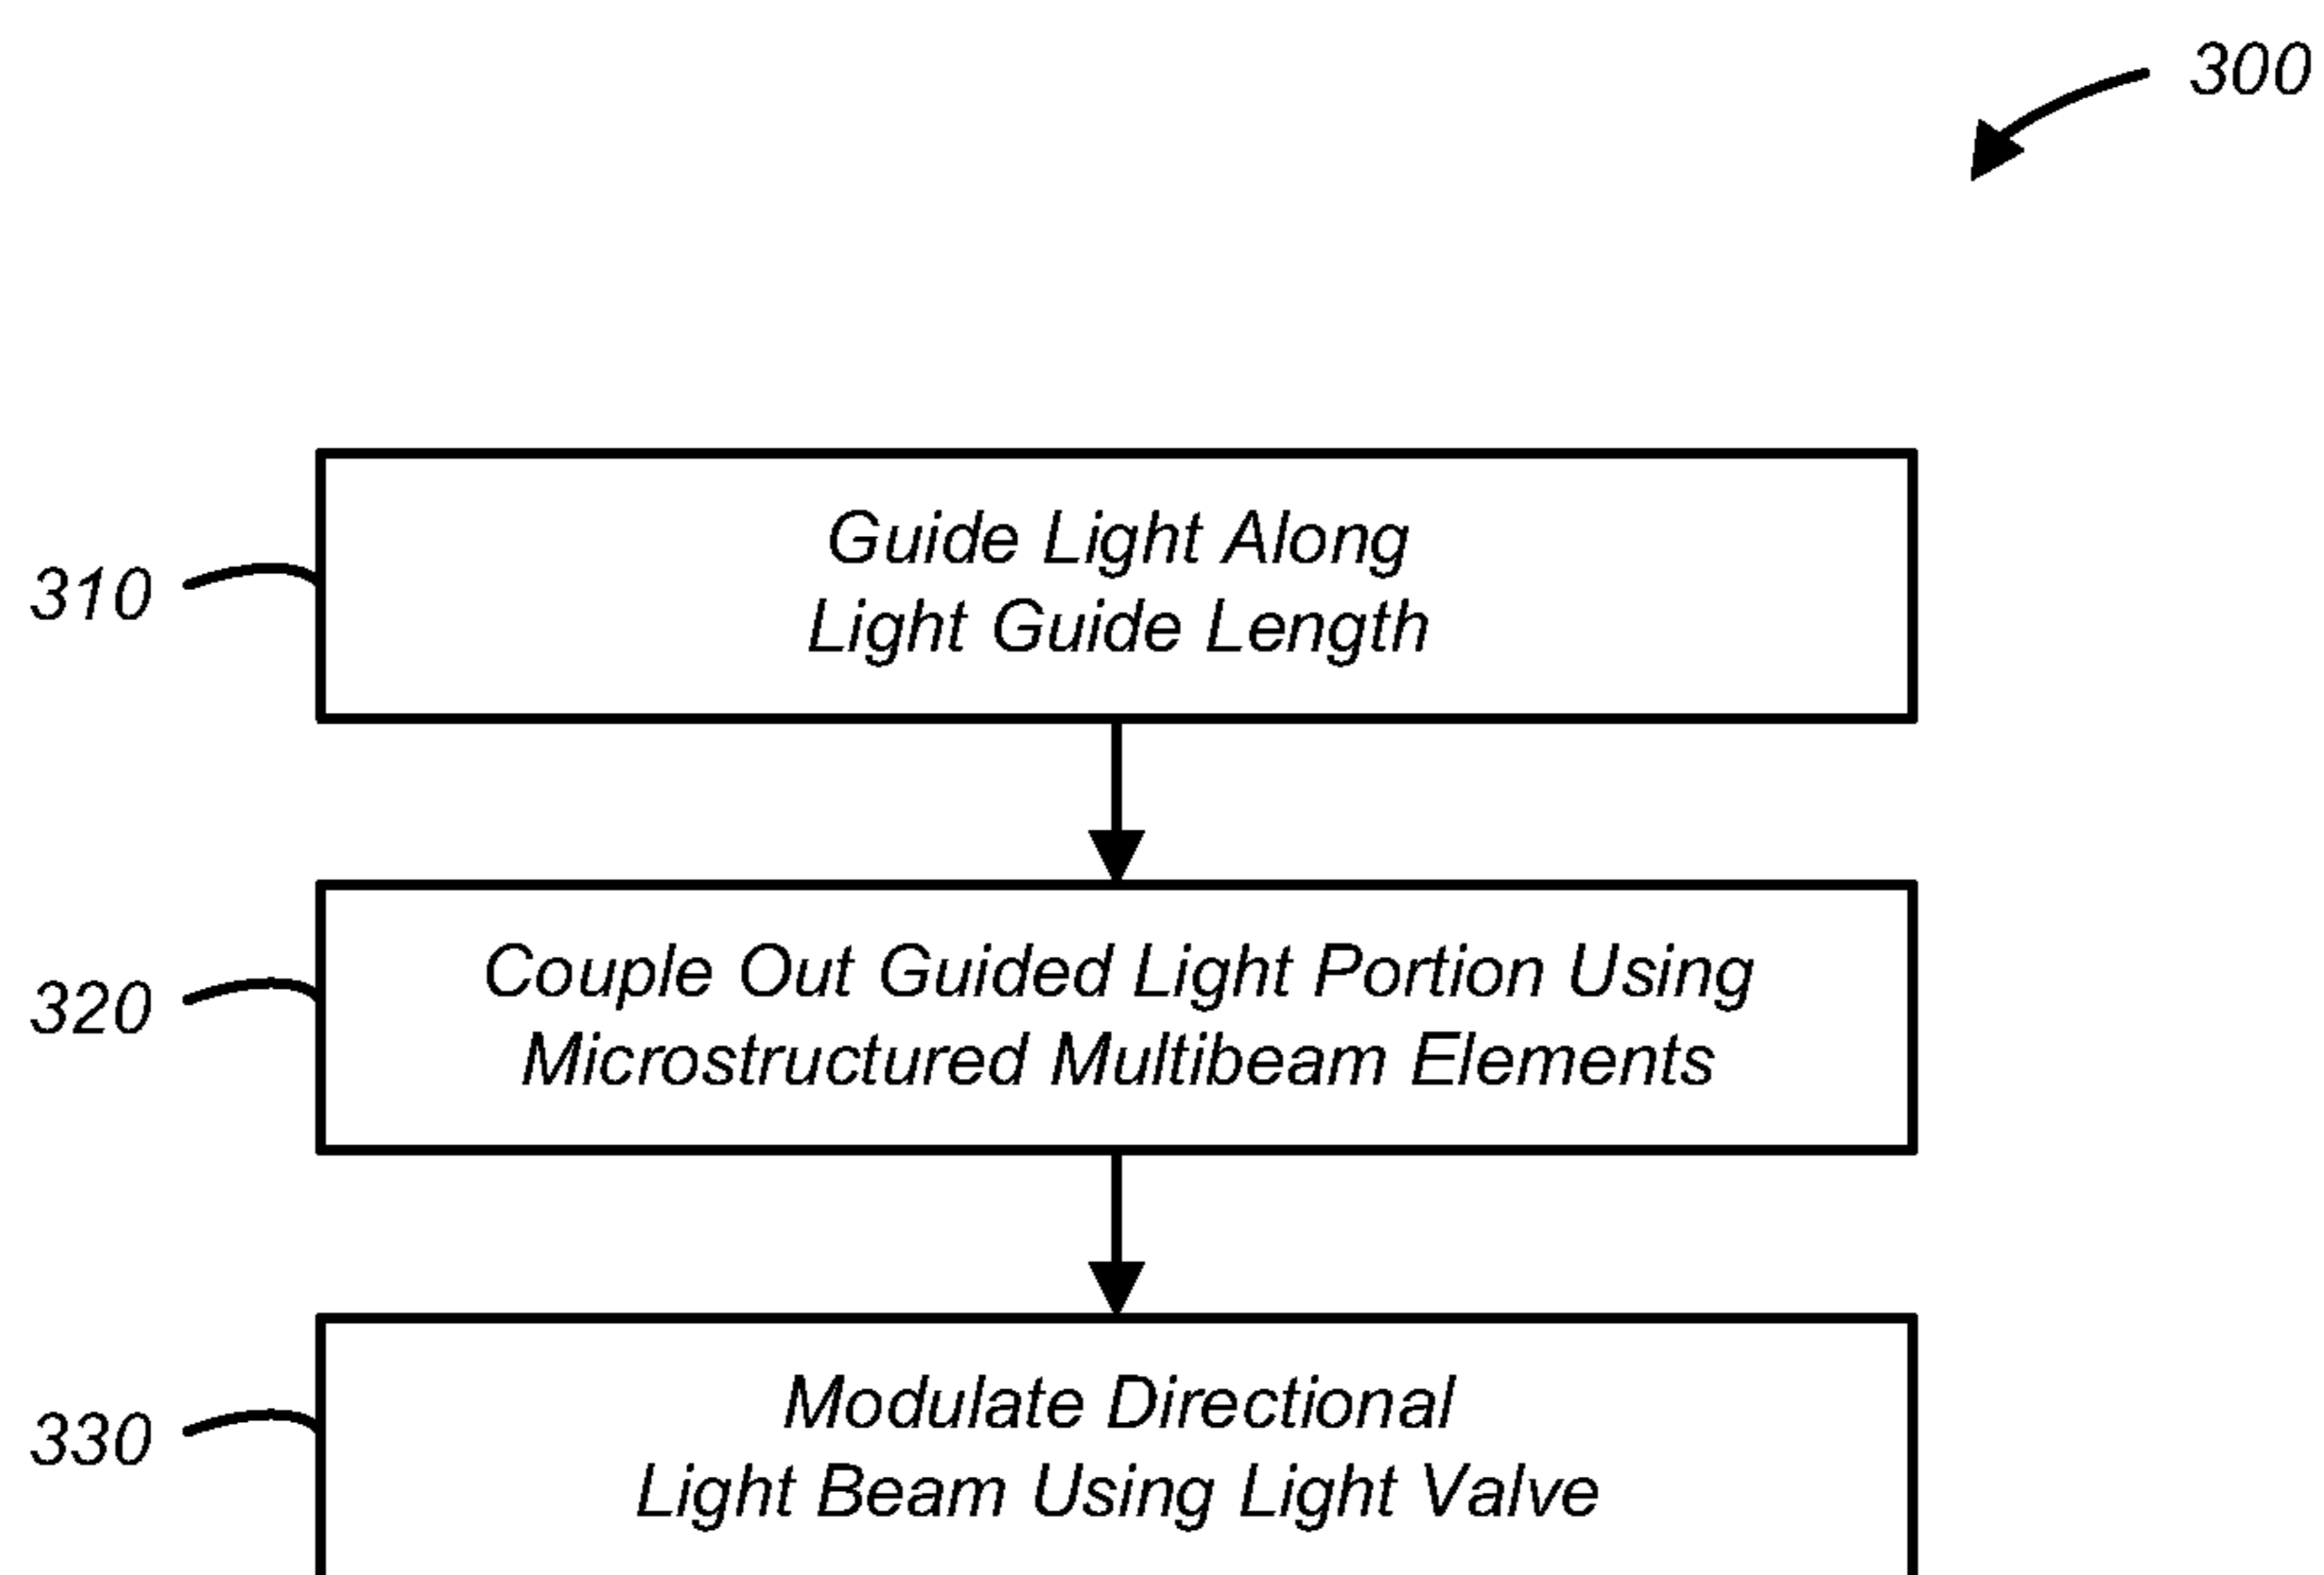 300
310
Guide Light Along
Light Guide Length
320
Couple Out Guided Light Portion Using
Microstructured Multibeam Elements
330
Modulate Directional
Light Beam Using Light Valve